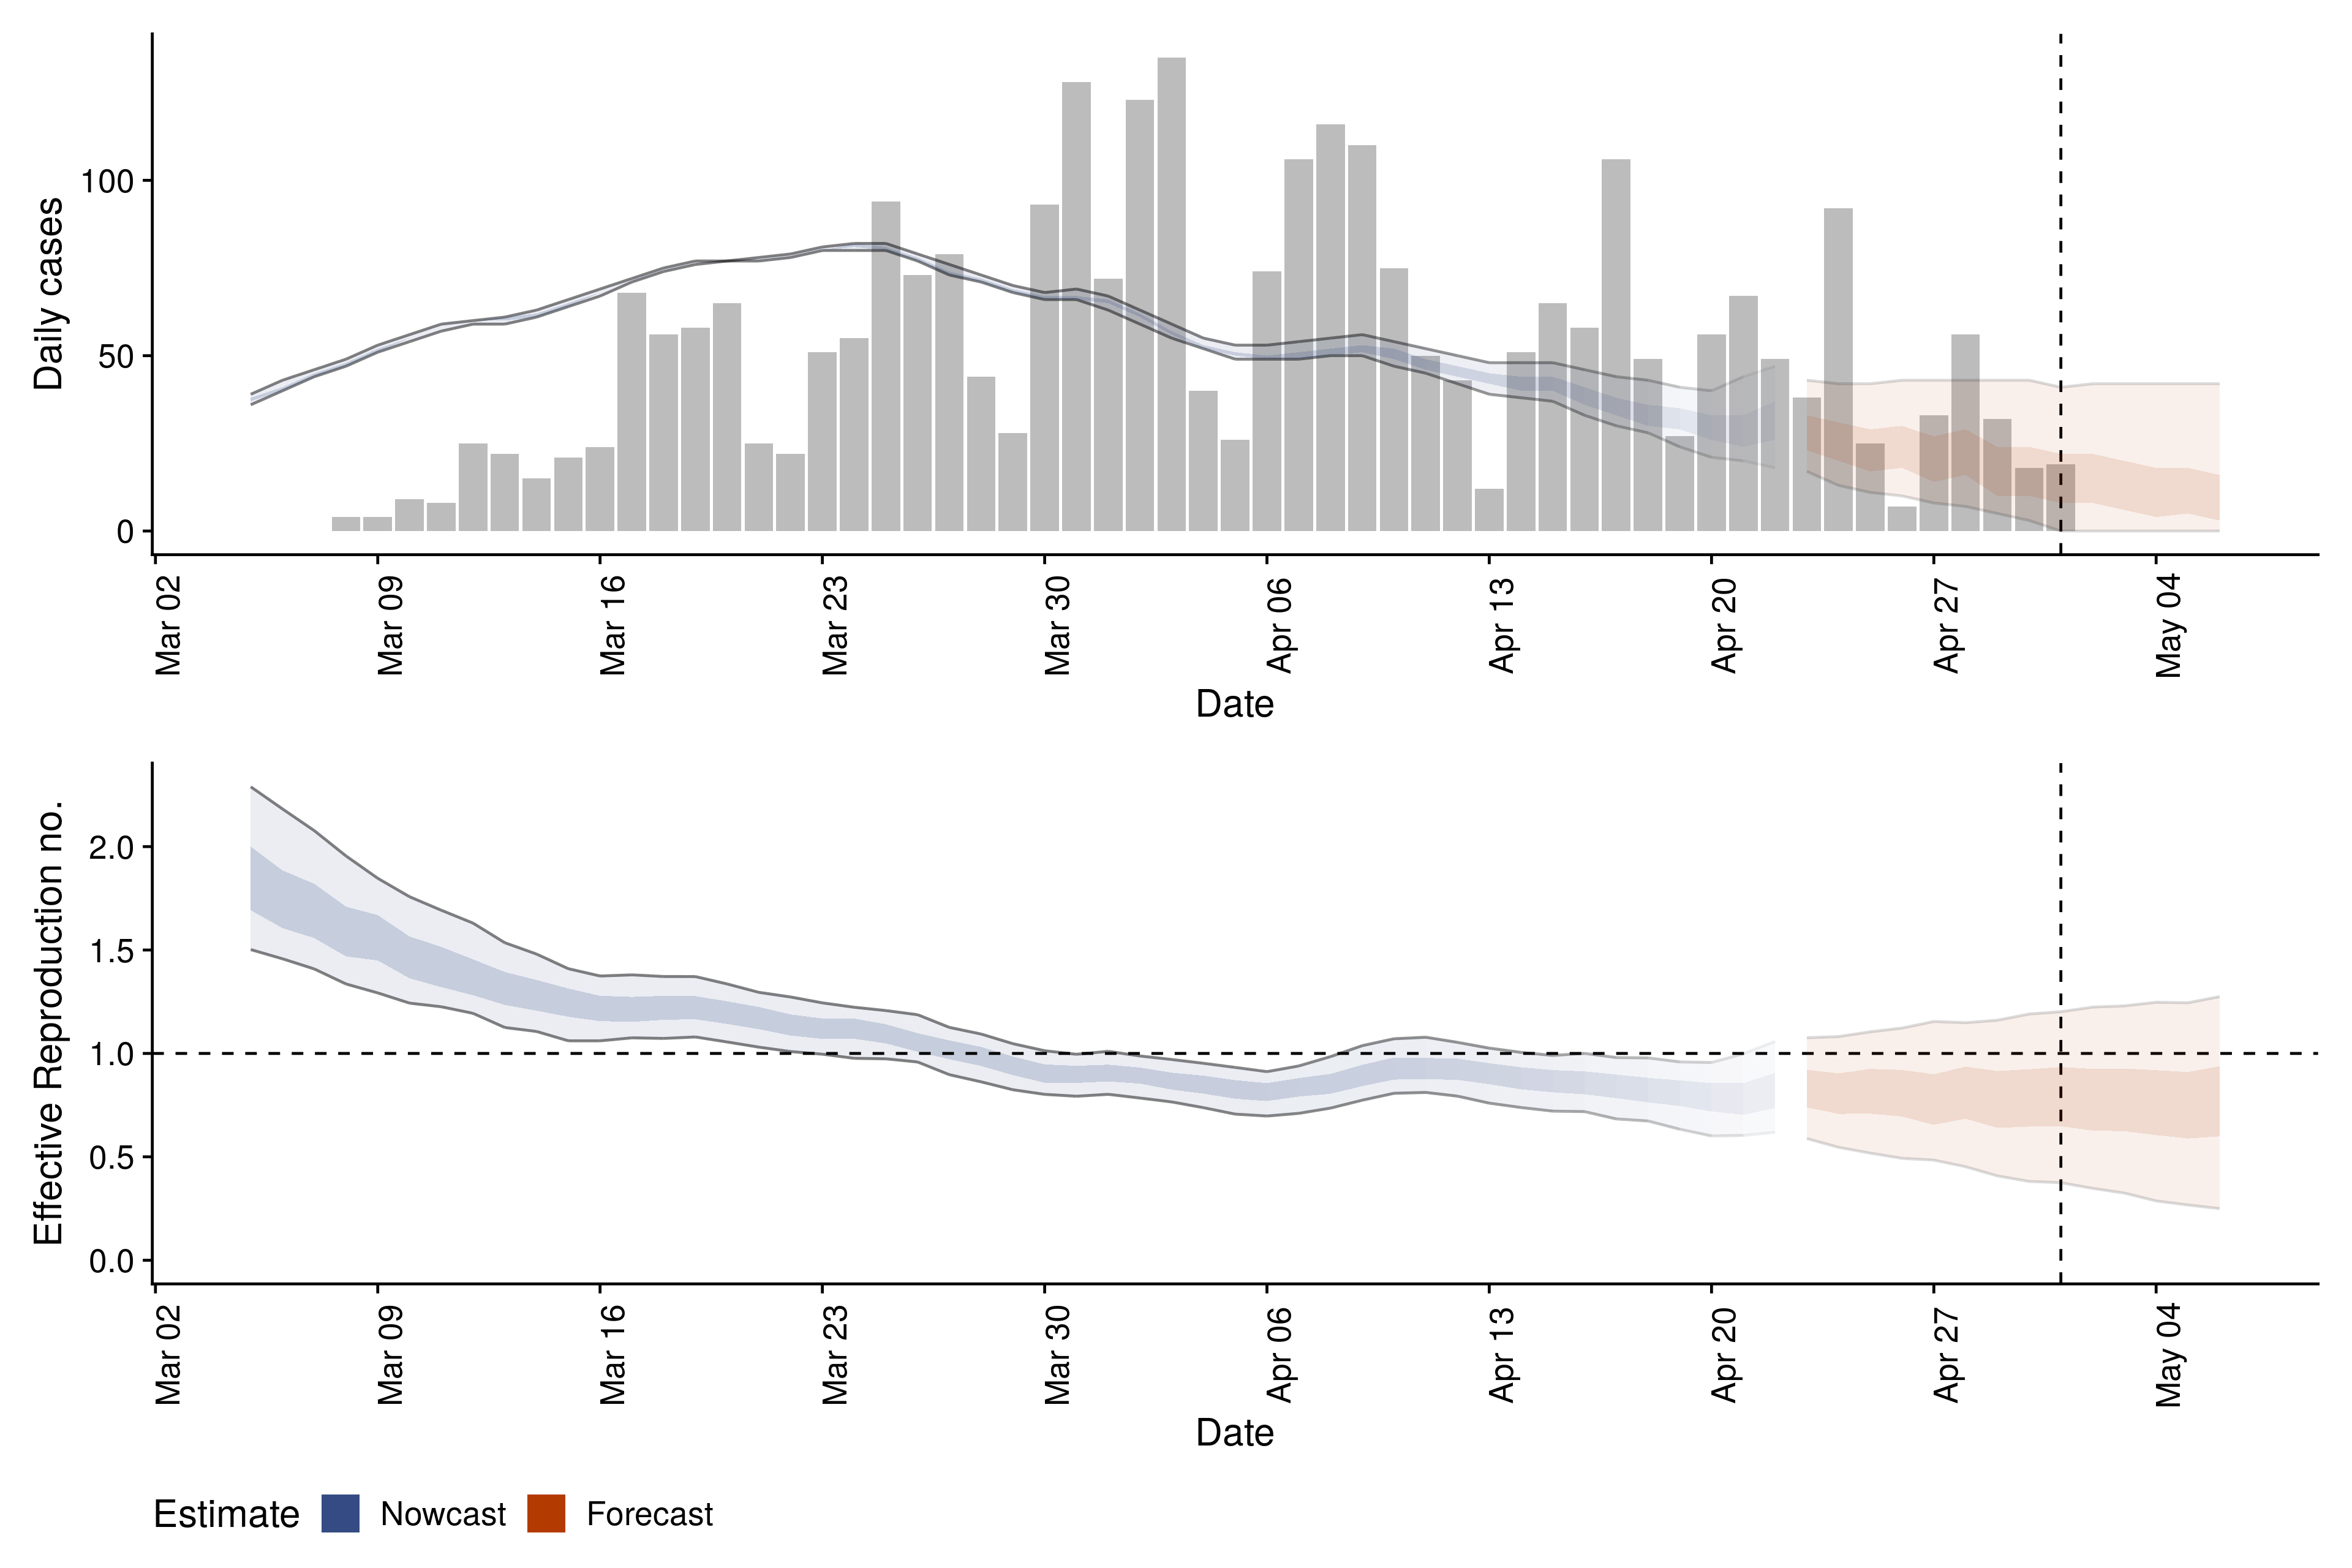 Daily cases
100
50
0
Mar 02
Mar 09
Mar 16
Mar 23
Mar 30
Apr 06
Apr 13
Apr 20
Apr 27
May 04
Date
Effective Reproduction no.
2.0
1.5
1.0
0.5
0.0
Mar 02
Mar 09
Mar 16
Mar 23
Mar 30
Apr 06
Apr 13
Apr 20
Apr 27
May 04
Date
Estimate Nowcast Forecast